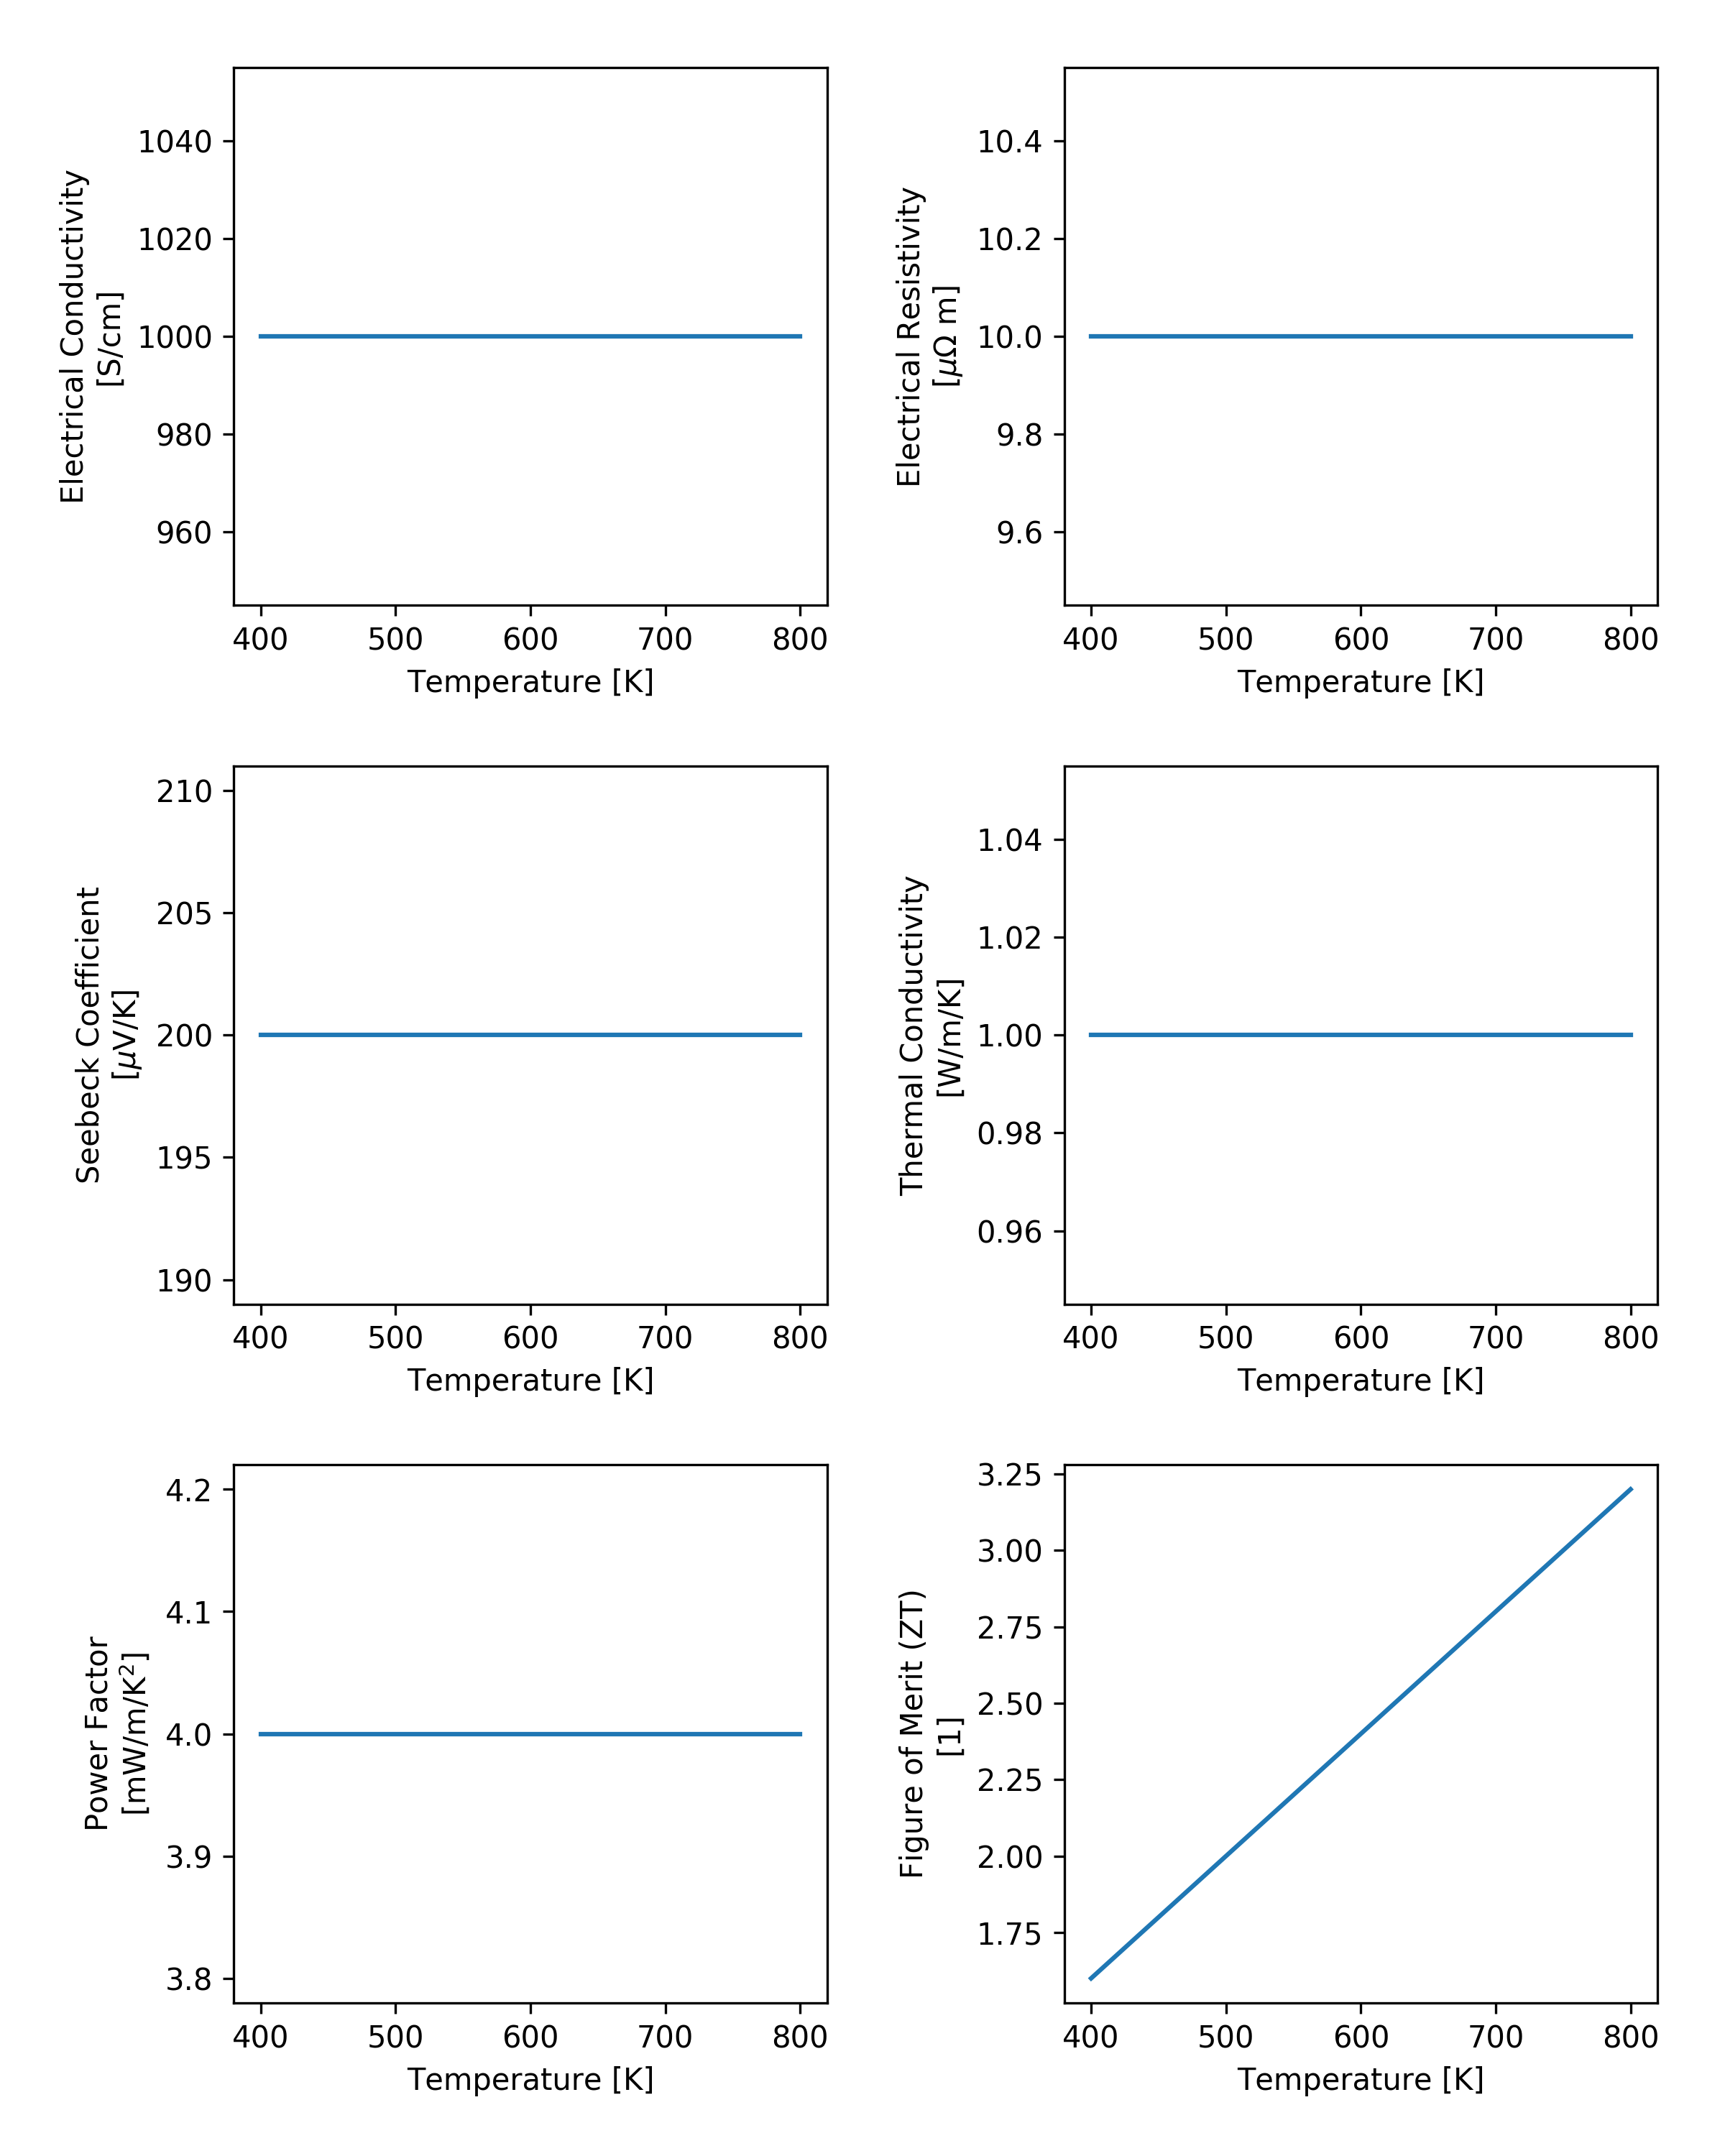 Electrical Conductivity
[S/cm]
1040
1020
1000
980
960
400 500 600 700 800
Temperature [K]
Electrical Resistivity
[μΩ m]
10.4
10.2
10.0
9.8
9.6
400 500 600 700 800
Temperature [K]
Seebeck Coefficient
[μV/K]
210
205
200
195
190
400 500 600 700 800
Temperature [K]
Thermal Conductivity
[W/m/K]
1.04
1.02
1.00
0.98
0.96
400 500 600 700 800
Temperature [K]
Power Factor
[mW/m/K²]
4.2
4.1
4.0
3.9
3.8
400 500 600 700 800
Temperature [K]
Figure of Merit (ZT)
[1]
3.25
3.00
2.75
2.50
2.25
2.00
1.75
400 500 600 700 800
Temperature [K]